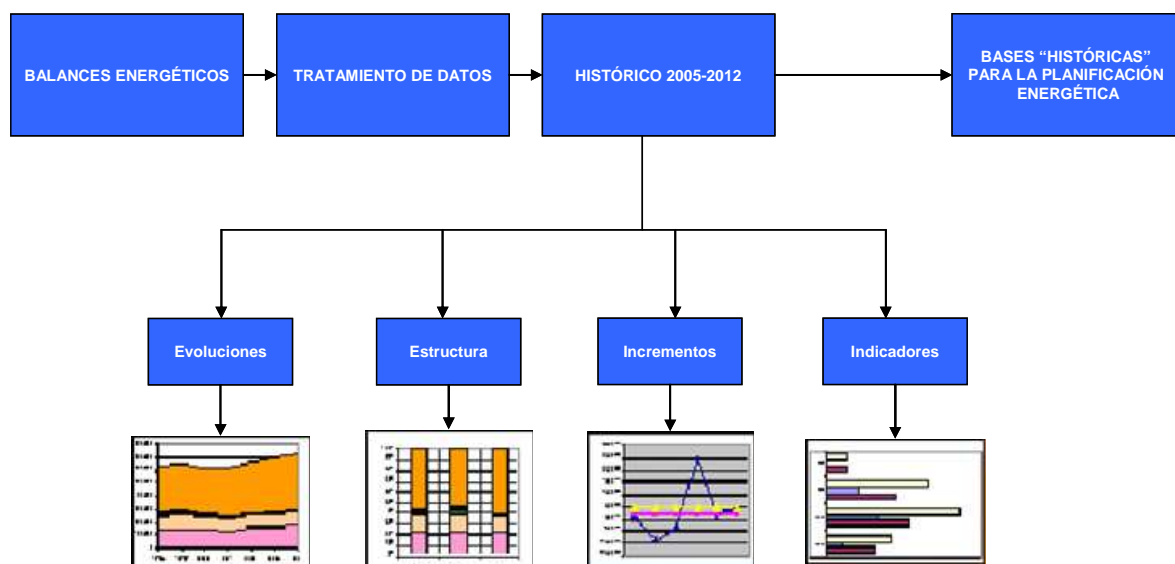 BALANCES ENERGÉTICOS
TRATAMIENTO DE DATOS
HISTÓRICO 2005-2012
BASES “HISTÓRICAS”
PARA LA PLANIFICACIÓN
ENERGÉTICA
Evoluciones
Estructura
Incrementos
Indicadores